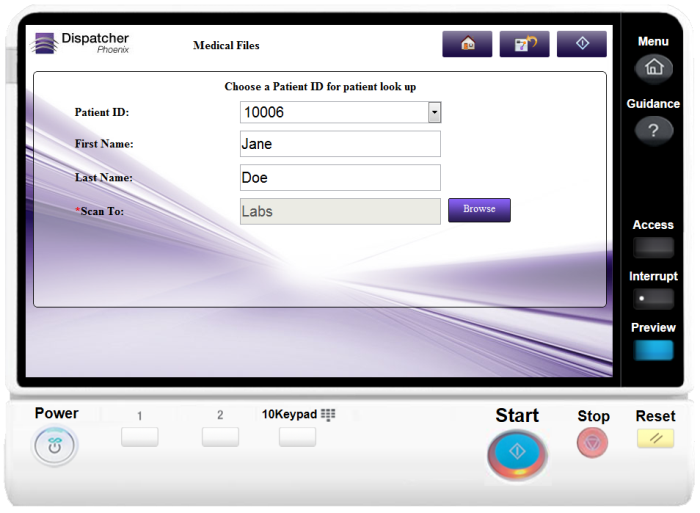 Dispatcher
Phoenix
Medical Files
Menu
Choose a Patient ID for patient look up
Guidance
?
Patient ID: 10006
First Name: Jane
Last Name: Doe
*Scan To: Labs Browse
Access
Interrupt
Preview
Power 1 2 10Keypad Start Stop Reset